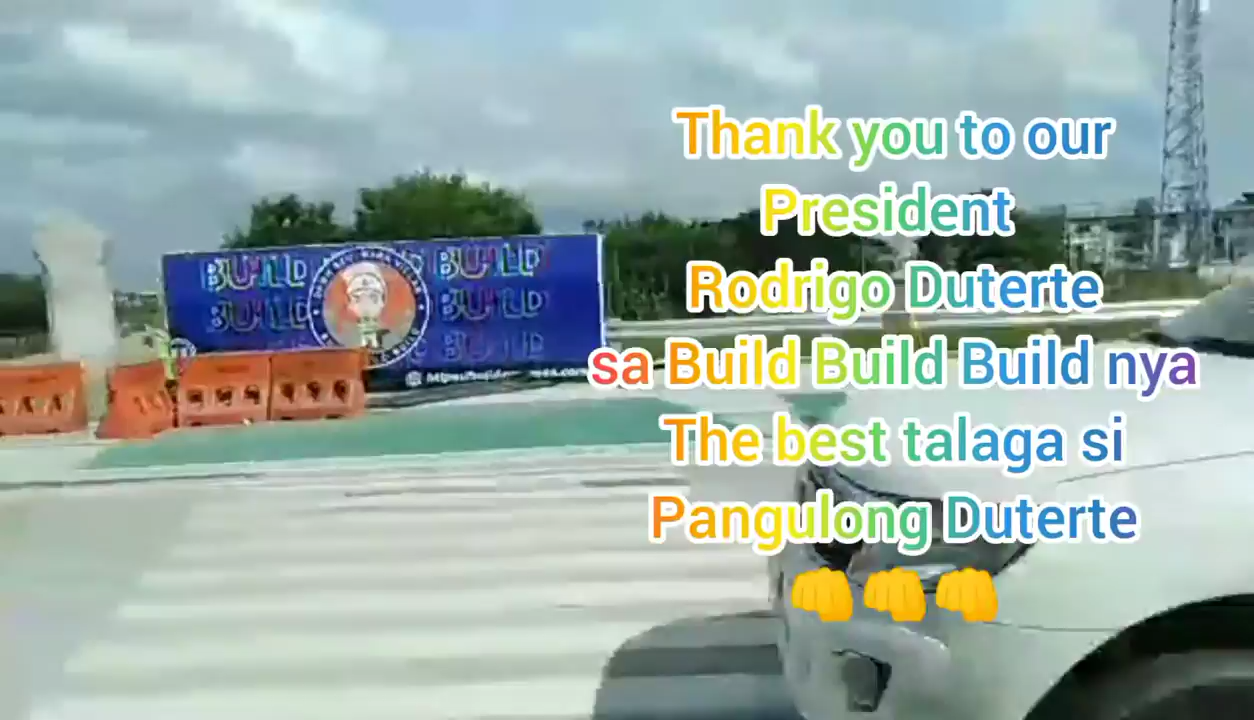 Thank you to our
President
Rodrigo Duterte
sa Build Build Build nya
The best talaga si
Pangulong Duterte
👊👊👊
BUILD BUILD
BUILD BUILD
BUILD